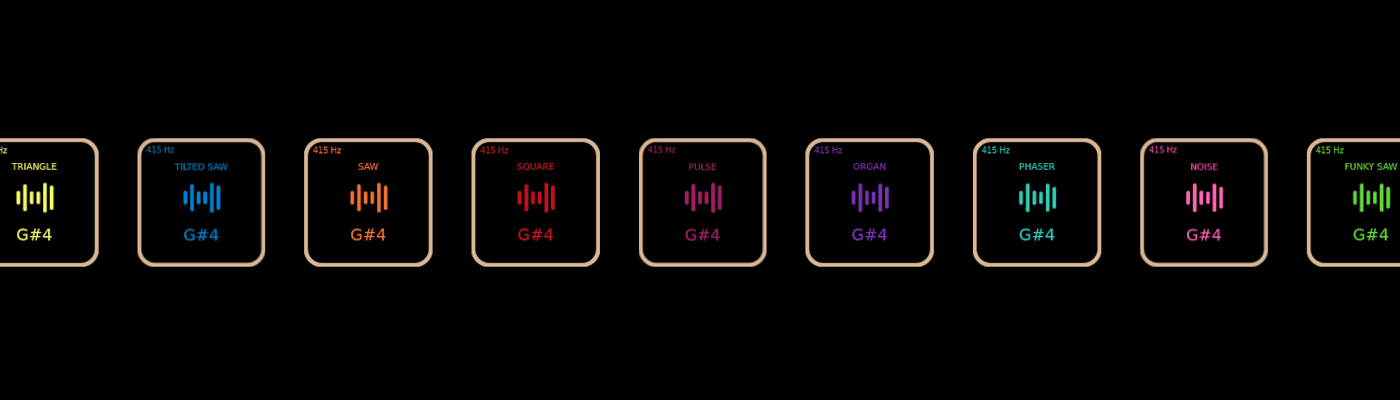 Hz
TRIANGLE
G#4
415 Hz
TILTED SAW
G#4
415 Hz
SAW
G#4
415 Hz
SQUARE
G#4
415 Hz
PULSE
G#4
415 Hz
ORGAN
G#4
415 Hz
PHASER
G#4
415 Hz
NOISE
G#4
415 Hz
FUNKY SAW
G#4